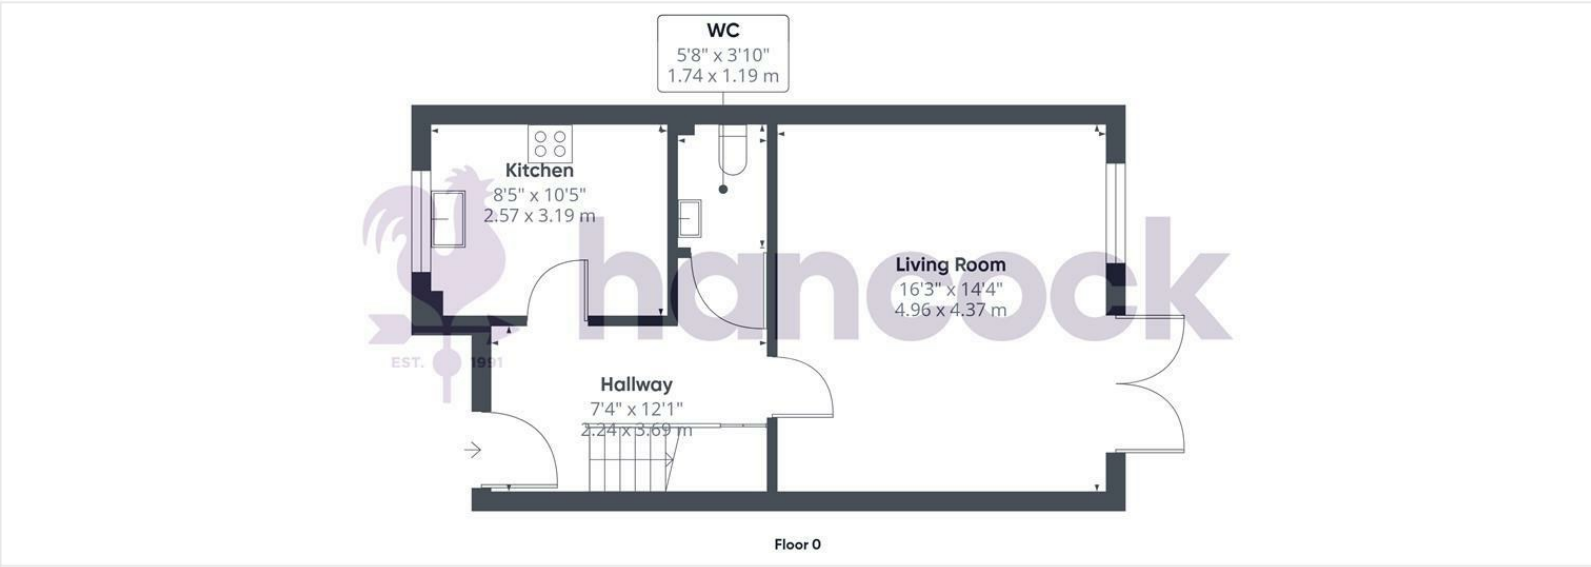 WC
5'8" x 3'10"
1.74 x 1.19 m
Kitchen
8'5" x 10'5"
2.57 x 3.19 m
hancock
EST. 1991
Living Room
16'3" x 14'4"
4.96 x 4.37 m
Hallway
7'4" x 12'1"
2.24 x 3.69 m
Floor 0